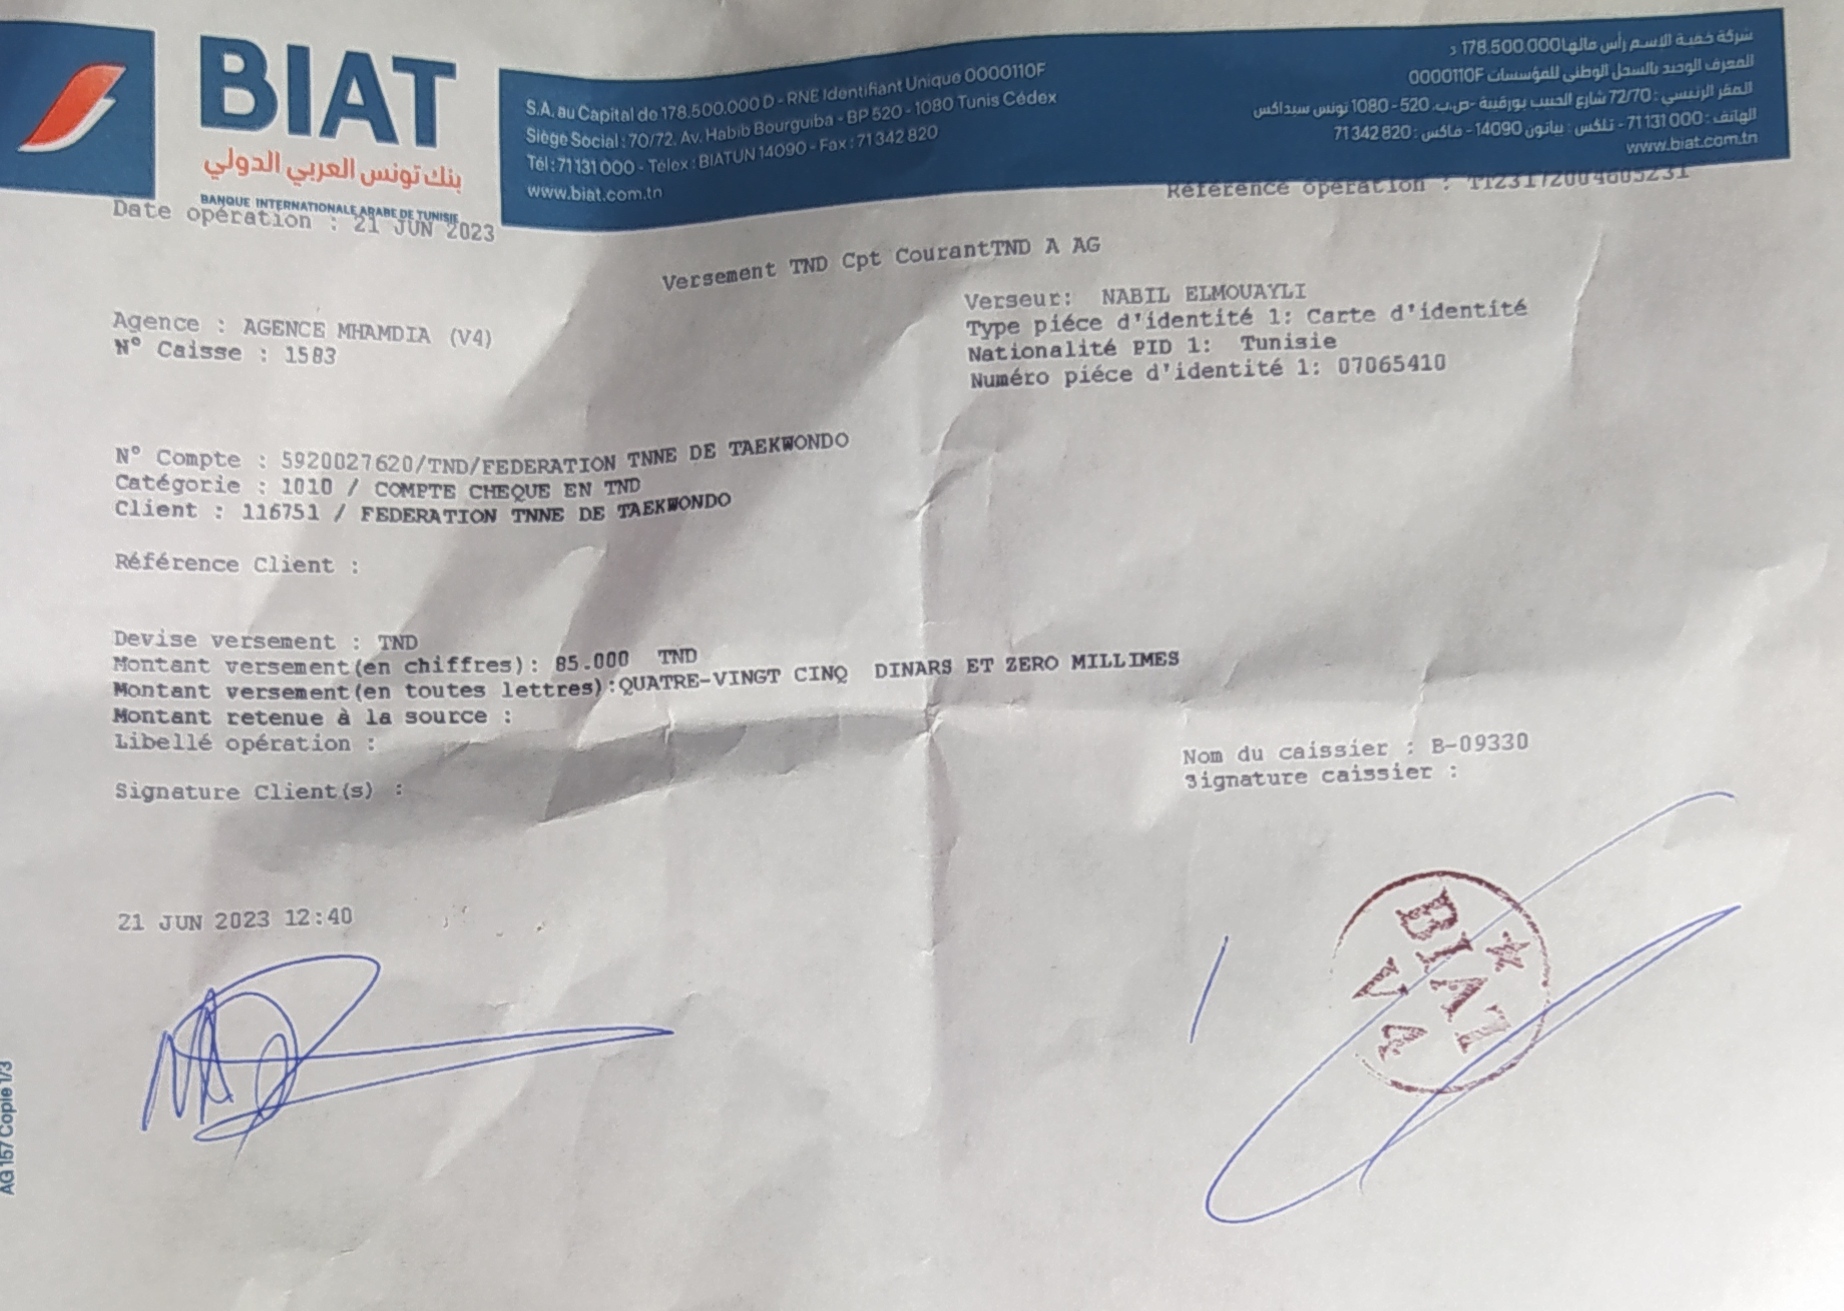 BIAT
بنك تونس العربي الدولي
BANQUE INTERNATIONALE ARABE DE TUNISIE
S.A. au Capital de 178.500.000 D - RNE Identifiant Unique 0000110F
Siège Social : 70/72, Av. Habib Bourguiba - BP 520 - 1080 Tunis Cédex
Tél : 71 131 000 - Télex : BIATUN 14090 - Fax : 71 342 820
www.biat.com.tn
شركة خفية الاسم رأس مالها 178.500.000 د
المعرف الوحيد بالسجل الوطني للمؤسسات 0000110F
المقر الرئيسي : 72/70 شارع الحبيب بورقيبة -ص.ب. 520 - 1080 تونس سيداكس
الهاتف : 71 131 000 - تلكس : بياتون 14090 - فاكس : 71 342 820
www.biat.com.tn
Date opération : 21 JUN 2023
Référence opération :
Versement TND Cpt CourantTND A AG
Agence : AGENCE MHAMDIA (V4)
N° Caisse : 1583
Verseur: NABIL ELMOUAYLI
Type piéce d'identité 1: Carte d'identité
Nationalité PID 1: Tunisie
Numéro piéce d'identité 1: 07065410
N° Compte : 5920027620/TND/FEDERATION TNNE DE TAEKWONDO
Catégorie : 1010 / COMPTE CHEQUE EN TND
Client : 116751 / FEDERATION TNNE DE TAEKWONDO
Référence Client :
Devise versement : TND
Montant versement(en chiffres): 85.000 TND
Montant versement(en toutes lettres):QUATRE-VINGT CINQ DINARS ET ZERO MILLIMES
Montant retenue à la source :
Libellé opération :
Nom du caissier : B-09330
Signature caissier :
Signature Client(s) :
21 JUN 2023 12:40
BIAT
V A
AG 157 Copie 1/3